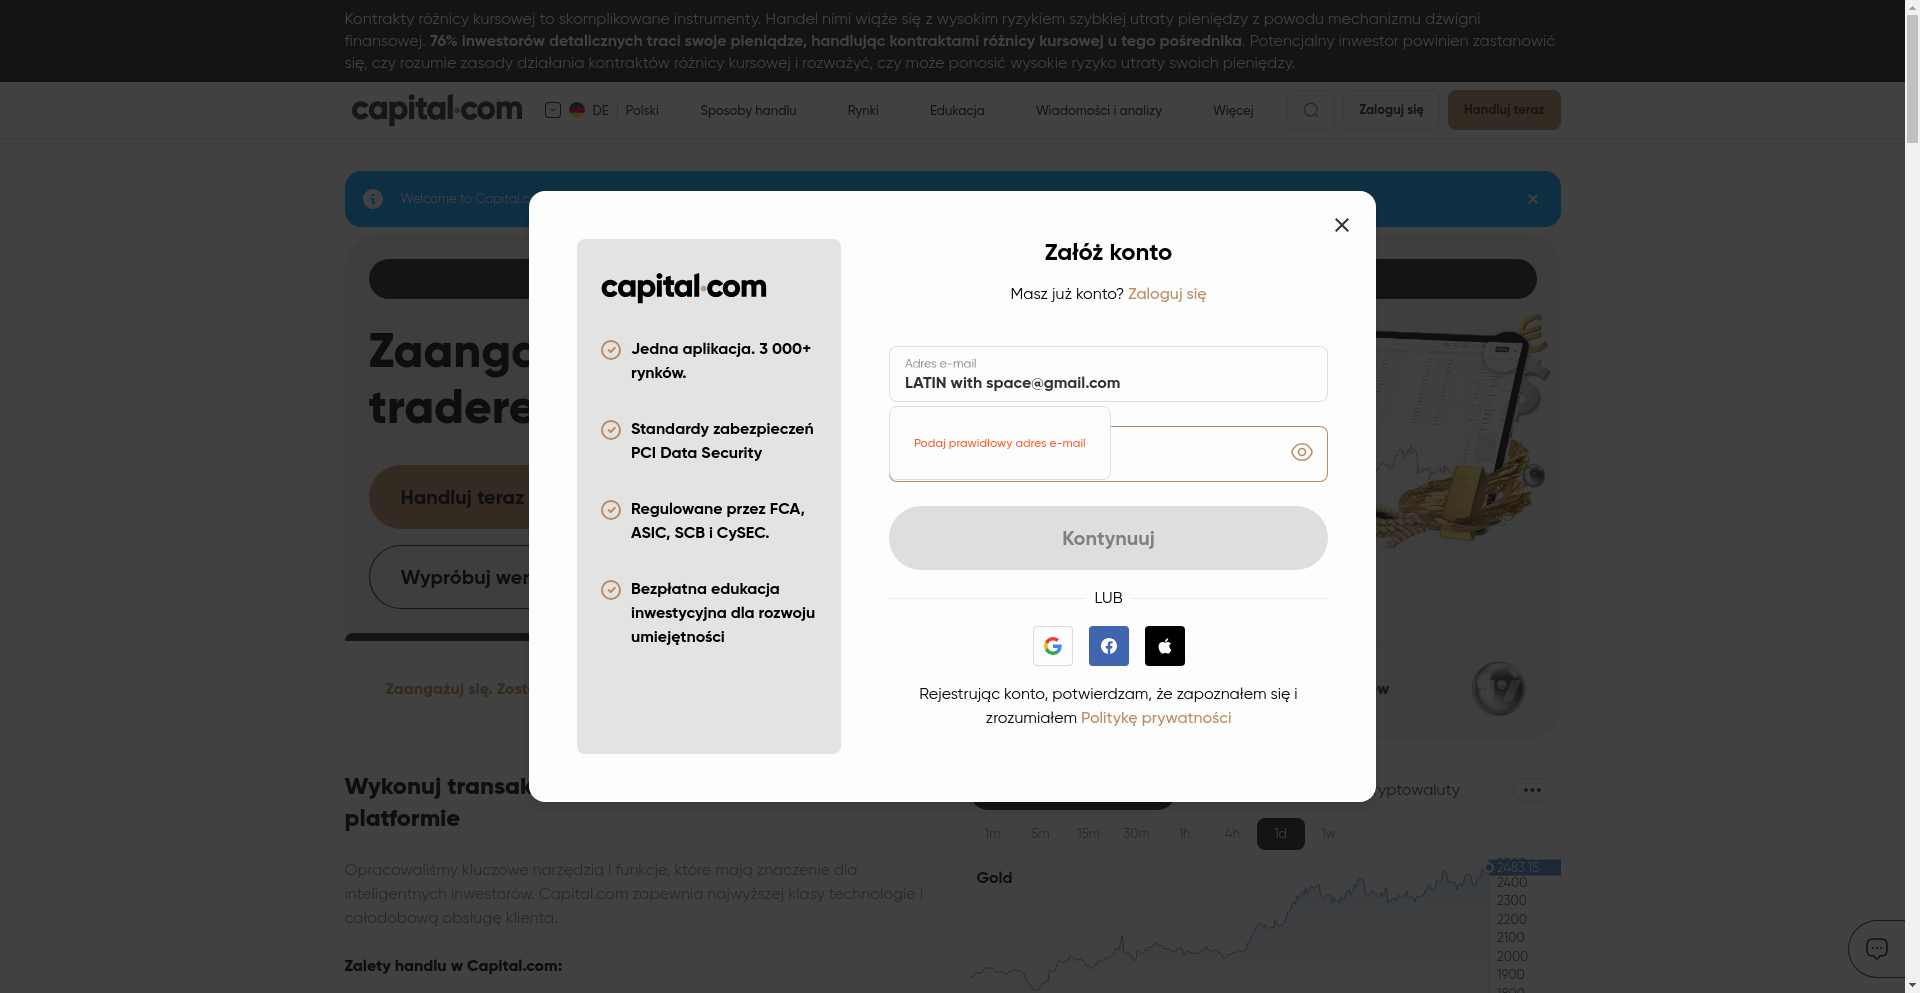 Kontrakty różnicy kursowej to skomplikowane instrumenty. Handel nimi wiąże się z wysokim ryzykiem szybkiej utraty pieniędzy z powodu mechanizmu dźwigni
finansowej. 76% inwestorów detalicznych traci swoje pieniądze, handlując kontraktami różnicy kursowej u tego pośrednika. Potencjalny inwestor powinien zastanowić
się, czy rozumie zasady działania kontraktów różnicy kursowej i rozważyć, czy może ponosić wysokie ryzyko utraty swoich pieniędzy.
capital.com DE Polski Sposoby handlu Rynki Edukacja Wiadomości i analizy Więcej Zaloguj się Handluj teraz
Welcome to Capital.c
Zaanga
tradere
Handluj teraz
Wypróbuj wer
Zaangażuj się. Zost
capital.com
Jedna aplikacja. 3 000+
rynków.
Standardy zabezpieczeń
PCI Data Security
Regulowane przez FCA,
ASIC, SCB i CySEC.
Bezpłatna edukacja
inwestycyjna dla rozwoju
umiejętności
Załóż konto
Masz już konto? Zaloguj się
Adres e-mail
LATIN with space@gmail.com
Podaj prawidłowy adres e-mail
Kontynuuj
LUB
Rejestrując konto, potwierdzam, że zapoznałem się i
zrozumiałem Politykę prywatności
Wykonuj transak
platformie
Opracowaliśmy kluczowe narzędzia i funkcje, które mają znaczenie dla
inteligentnych inwestorów. Capital.com zapewnia najwyższej klasy technologie i
całodobową obsługę klienta.
Zalety handlu w Capital.com:
ryptowaluty
1m 5m 15m 30m 1h 4h 1d 1w
Gold
2483.15
2400
2300
2200
2100
2000
1900